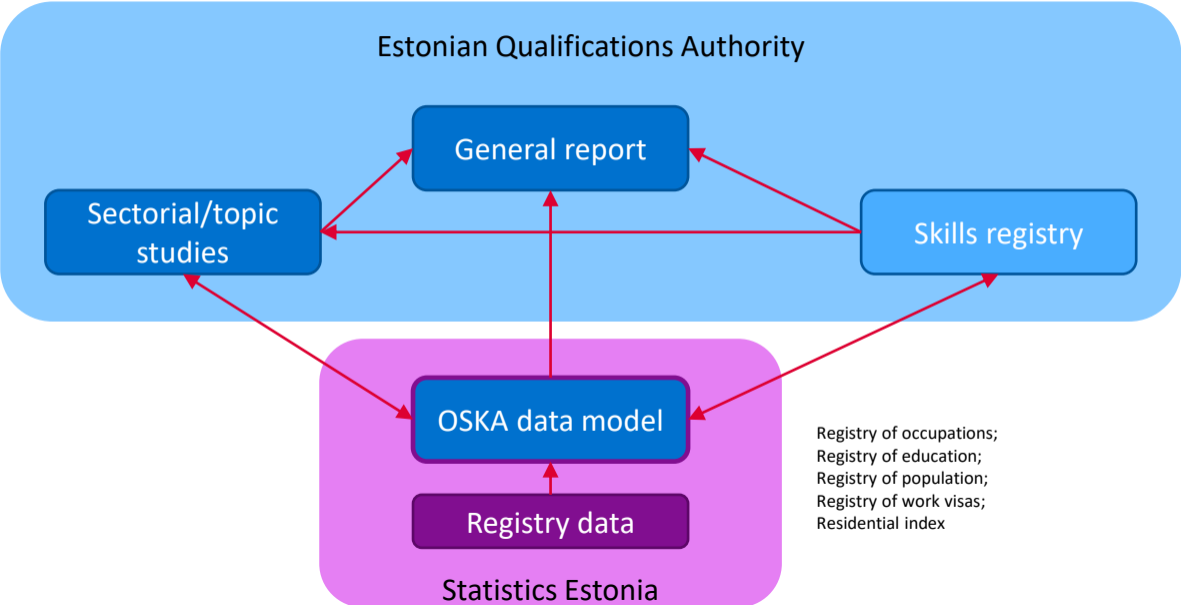 Estonian Qualifications Authority
General report
Sectorial/topic
studies
Skills registry
OSKA data model
Registry of occupations;
Registry of education;
Registry of population;
Registry of work visas;
Residential index
Registry data
Statistics Estonia